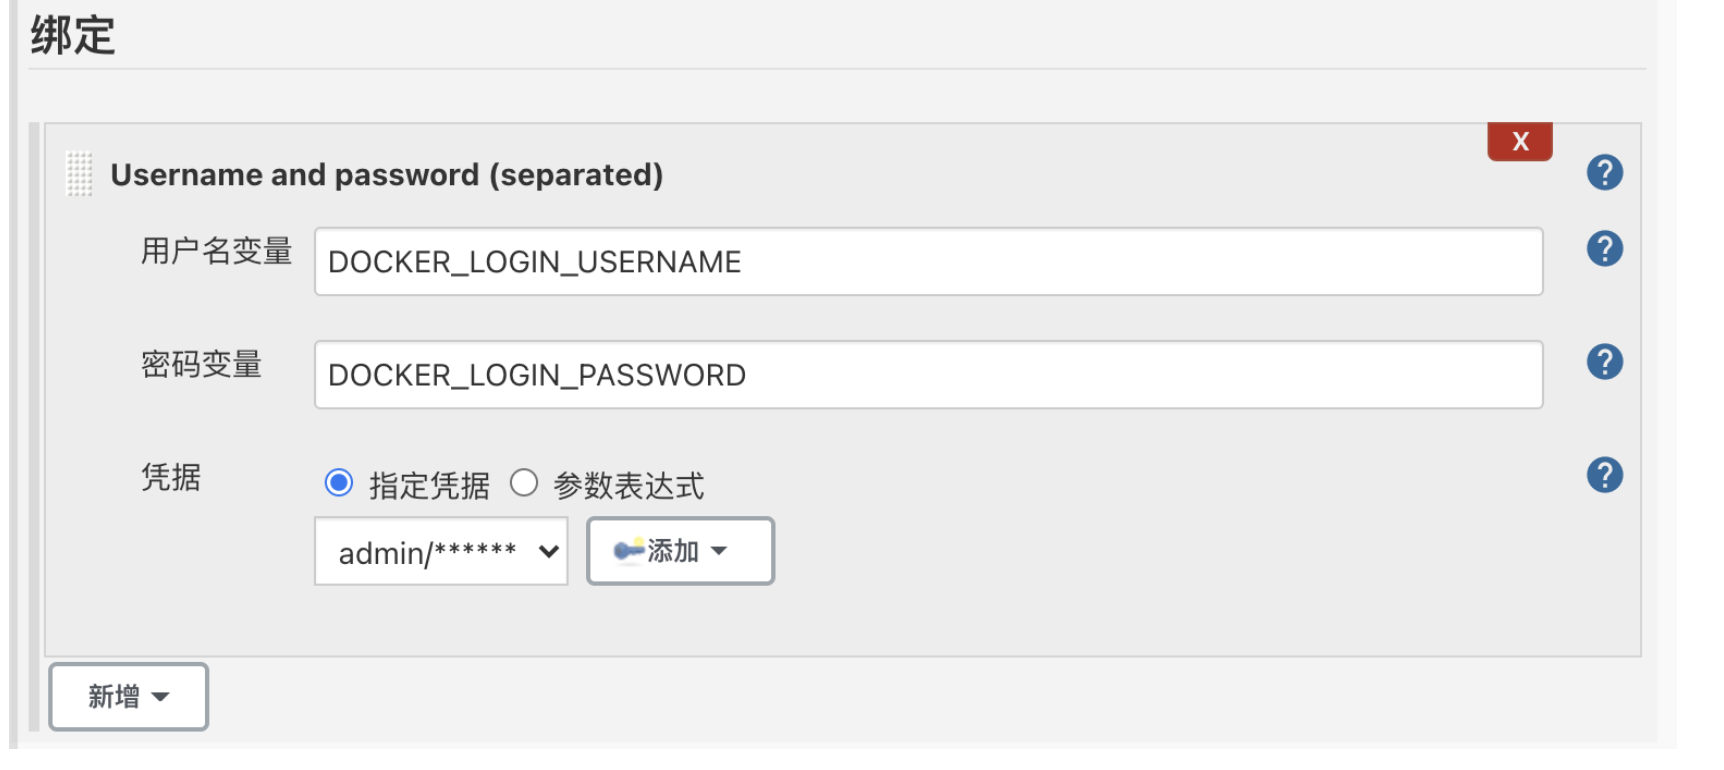 绑定
X
Username and password (separated)
?
用户名变量 DOCKER_LOGIN_USERNAME ?
密码变量 DOCKER_LOGIN_PASSWORD ?
凭据 指定凭据 参数表达式 ?
admin/****** 添加
新增